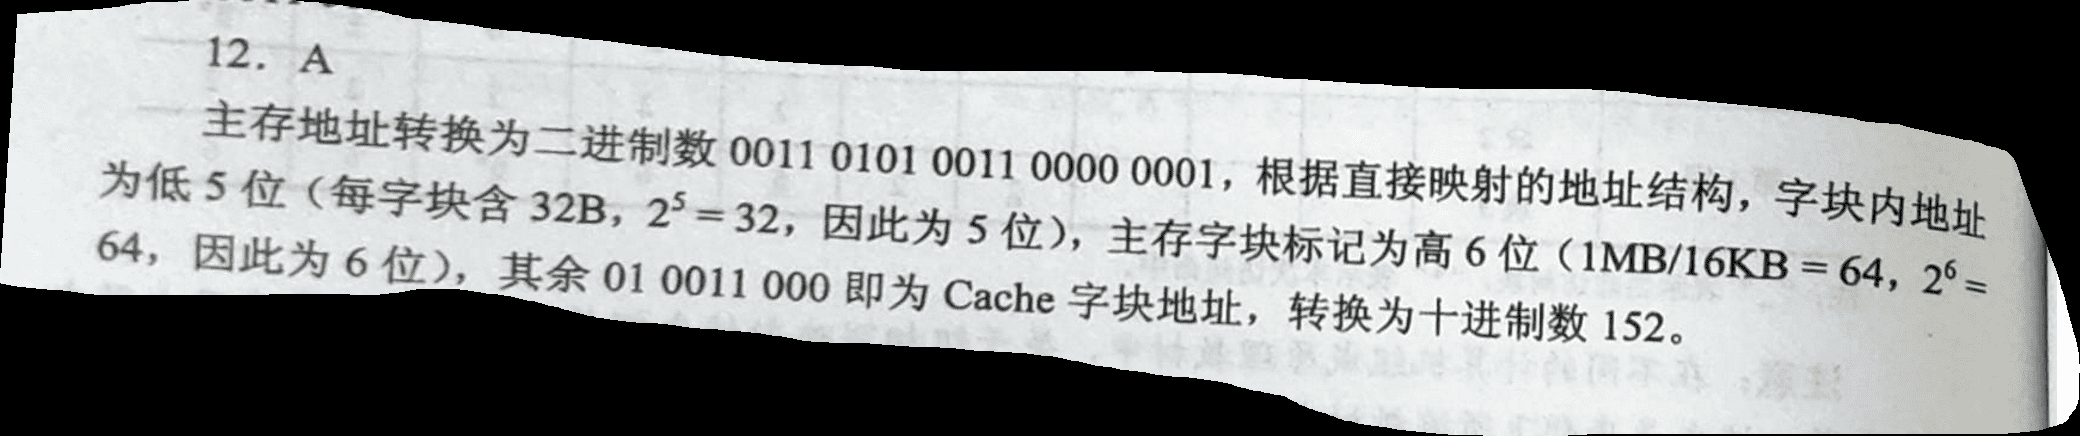 12. A
主存地址转换为二进制数 0011 0101 0011 0000 0001，根据直接映射的地址结构，字块内地址
为低 5 位（每字块含 32B，2⁵ = 32，因此为 5 位），主存字块标记为高 6 位（1MB/16KB = 64，2⁶ =
64，因此为 6 位），其余 01 0011 000 即为 Cache 字块地址，转换为十进制数 152。